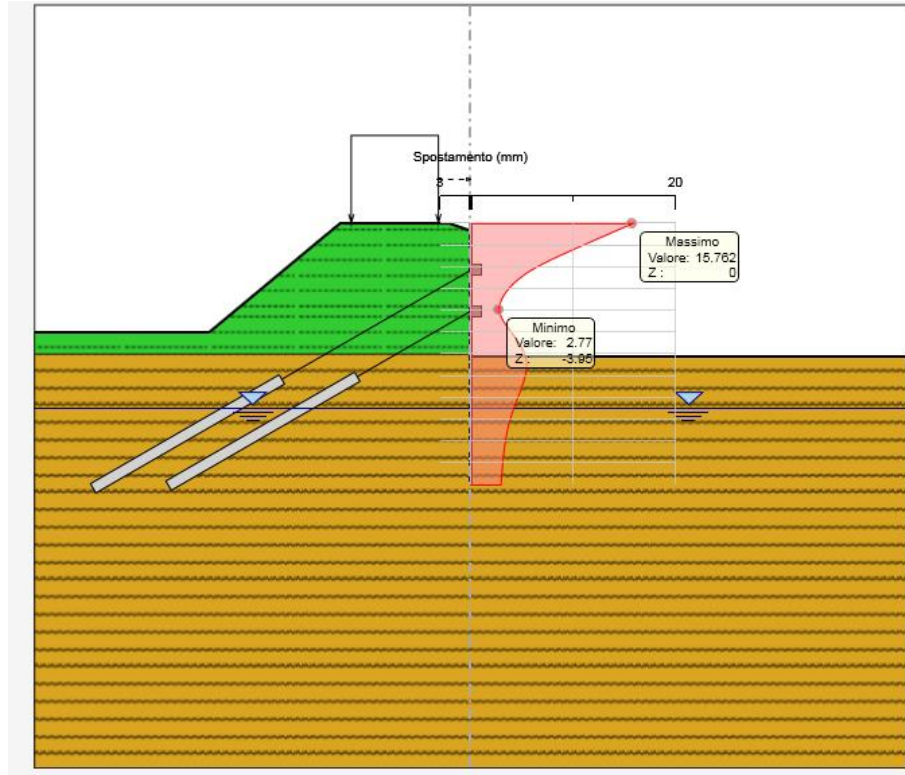 Spostamento (mm)
3
20
Massimo
Valore: 15.762
Z : 0
Minimo
Valore: 2.77
Z : -3.95